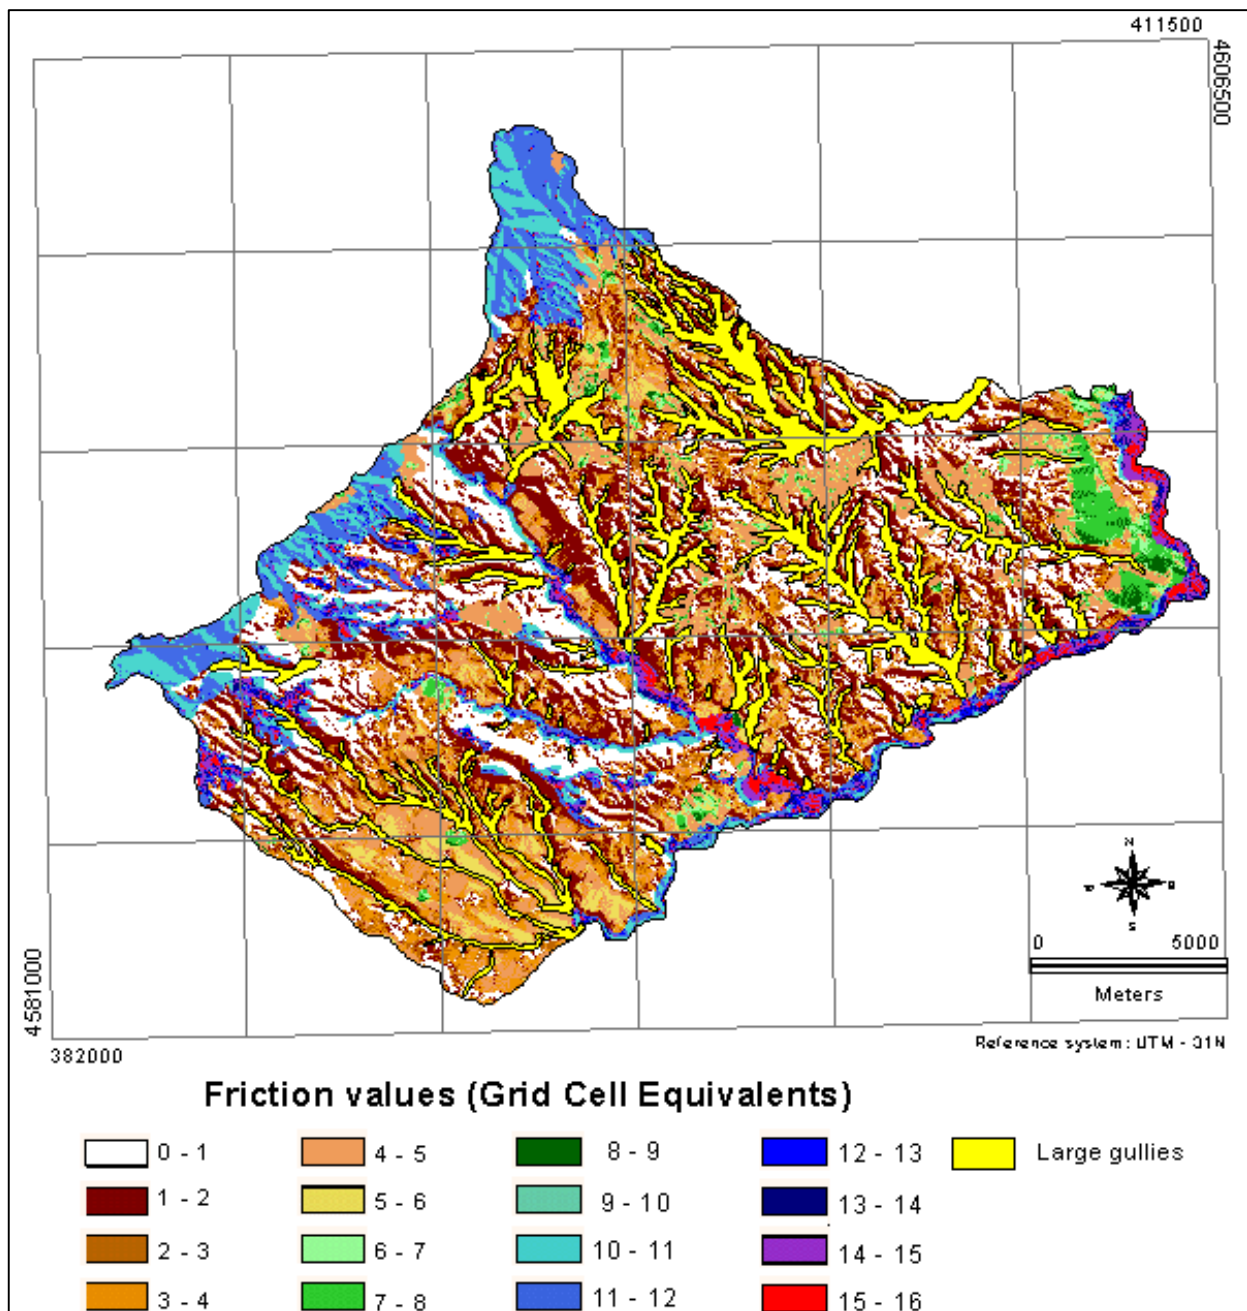 411500
4606500
N
S
0 5000
Meters
4581000
382000
Reference system: UTM - 31N
Friction values (Grid Cell Equivalents)
0 - 1 4 - 5 8 - 9 12 - 13 Large gullies
1 - 2 5 - 6 9 - 10 13 - 14
2 - 3 6 - 7 10 - 11 14 - 15
3 - 4 7 - 8 11 - 12 15 - 16